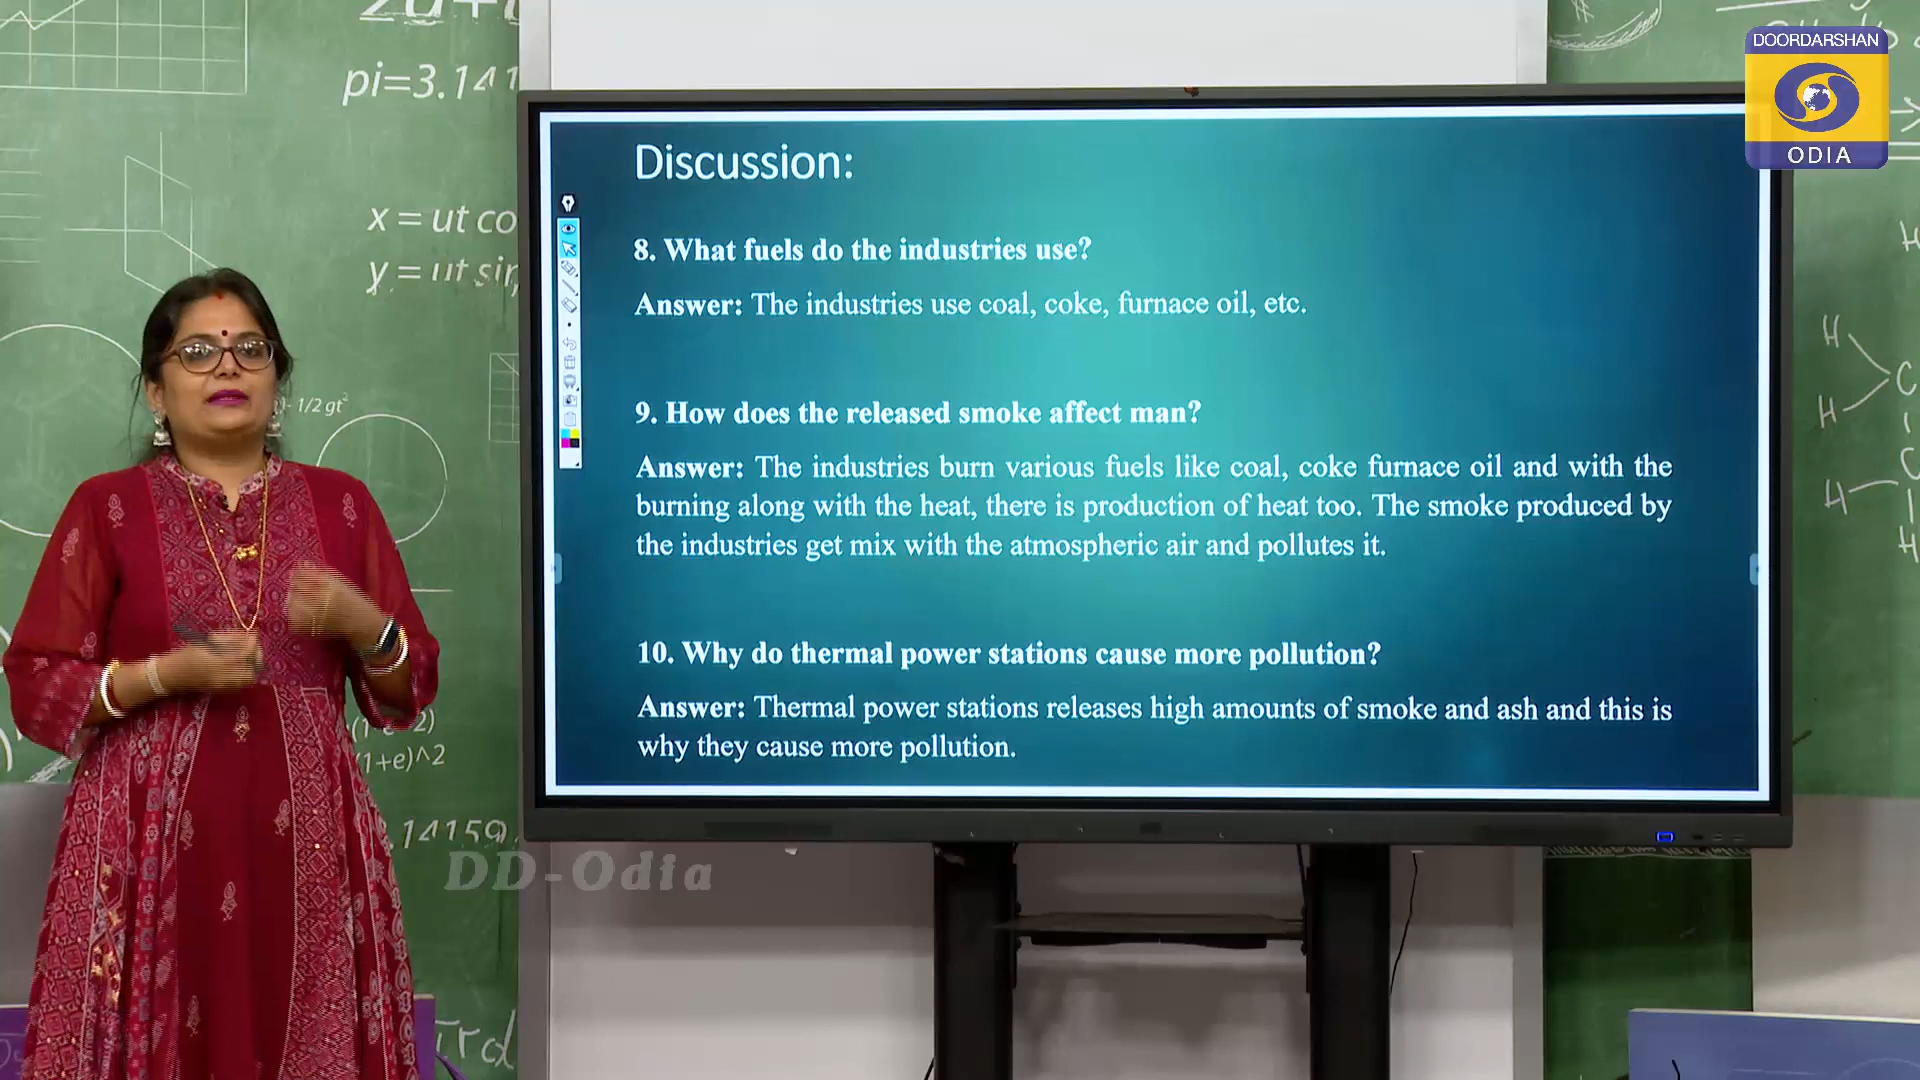 DOORDARSHAN
ODIA
pi=3.141
x = ut co
y = ut sin
- 1/2 gt²
(1+e)^2
.14159
Discussion:
8. What fuels do the industries use?
Answer: The industries use coal, coke, furnace oil, etc.
9. How does the released smoke affect man?
Answer: The industries burn various fuels like coal, coke furnace oil and with the
burning along with the heat, there is production of heat too. The smoke produced by
the industries get mix with the atmospheric air and pollutes it.
10. Why do thermal power stations cause more pollution?
Answer: Thermal power stations releases high amounts of smoke and ash and this is
why they cause more pollution.
H
H
C
H
C
H
H
DD-Odia